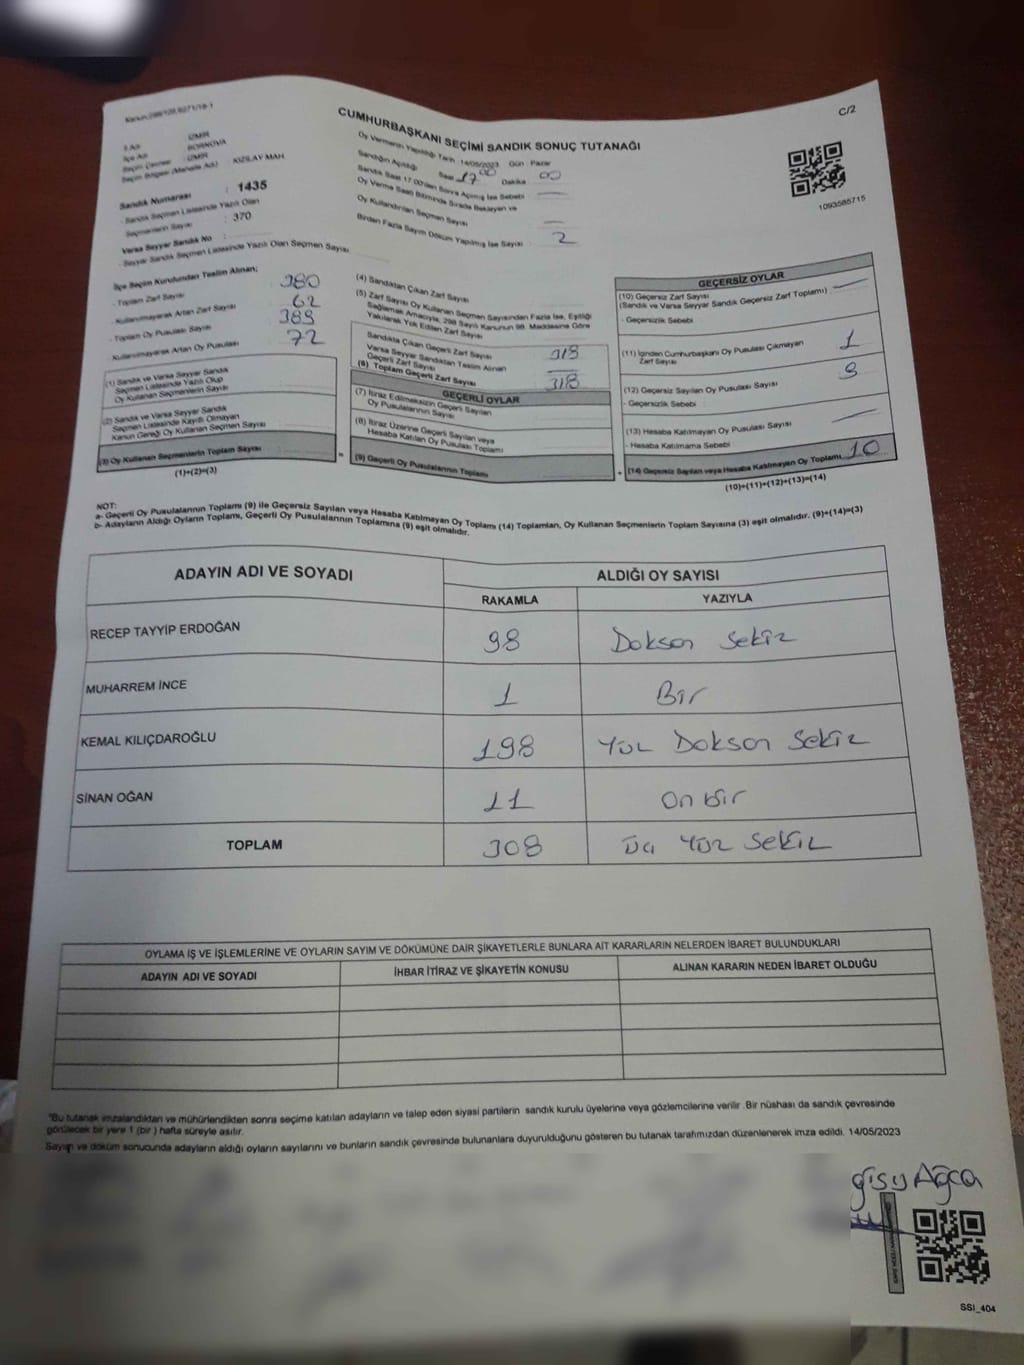 Kanun:298/129,6271/18-1
C/2
CUMHURBAŞKANI SEÇİMİ SANDIK SONUÇ TUTANAĞI
İl Adı : İZMİR
İlçe Adı : BORNOVA
Seçim Çevresi : İZMİR
Seçim Bölgesi (Mahalle Adı) : KIZILAY MAH.
Sandık Numarası : 1435
- Sandık Seçmen Listesinde Yazılı Olan
Seçmenlerin Sayısı : 370
Varsa Seyyar Sandık No :
- Seyyar Sandık Seçmen Listesinde Yazılı Olan Seçmen Sayısı
Oy Vermenin Yapıldığı Tarih : 14/05/2023 Gün Pazar
Sandığın Açıldığı Saat 17 00 Dakika 00
Sandık Saat 17.00'den Sonra Açılmış İse Sebebi
Oy Verme Saati Bitiminde Sırada Bekleyen ve
Oy Kullandırılan Seçmen Sayısı
Birden Fazla Sayım Döküm Yapılmış İse Sayısı 2
1093585715
İlçe Seçim Kurulundan Teslim Alınan;
- Toplam Zarf Sayısı 380
- Kullanılmayarak Artan Zarf Sayısı 62
- Toplam Oy Pusulası Sayısı 389
- Kullanılmayarak Artan Oy Pusulası 72
(1) Sandık ve Varsa Seyyar Sandık
Seçmen Listesinde Yazılı Olup
Oy Kullanan Seçmenlerin Sayısı
(2) Sandık ve Varsa Seyyar Sandık
Seçmen Listesinde Kayıtlı Olmayan
Kanun Gereği Oy Kullanan Seçmen Sayısı
(3) Oy Kullanan Seçmenlerin Toplam Sayısı
(1)+(2)=(3)
(4) Sandıktan Çıkan Zarf Sayısı
(5) Zarf Sayısı Oy Kullanan Seçmen Sayısından Fazla İse, Eşitliği
Sağlamak Amacıyla, 298 Sayılı Kanunun 98. Maddesine Göre
Yakılarak Yok Edilen Zarf Sayısı
Sandıkta Çıkan Geçerli Zarf Sayısı 318
Varsa Seyyar Sandıktan Teslim Alınan
Geçerli Zarf Sayısı
(6) Toplam Geçerli Zarf Sayısı 318
GEÇERLİ OYLAR
(7) İtiraz Edilmeksizin Geçerli Sayılan
Oy Pusulalarının Sayısı
(8) İtiraz Üzerine Geçerli Sayılan veya
Hesaba Katılan Oy Pusulası Toplamı
(9) Geçerli Oy Pusulalarının Toplamı
=
+
GEÇERSİZ OYLAR
(10) Geçersiz Zarf Sayısı
(Sandık ve Varsa Seyyar Sandık Geçersiz Zarf Toplamı)
- Geçersizlik Sebebi
(11) İçinden Cumhurbaşkanı Oy Pusulası Çıkmayan
Zarf Sayısı 1
(12) Geçersiz Sayılan Oy Pusulası Sayısı 9
- Geçersizlik Sebebi
(13) Hesaba Katılmayan Oy Pusulası Sayısı
- Hesaba Katılmama Sebebi
(14) Geçersiz Sayılan veya Hesaba Katılmayan Oy Toplamı 10
(10)+(11)+(12)+(13)=(14)
NOT:
a- Geçerli Oy Pusulalarının Toplamı (9) ile Geçersiz Sayılan veya Hesaba Katılmayan Oy Toplamı (14) Toplamları, Oy Kullanan Seçmenlerin Toplam Sayısına (3) eşit olmalıdır. (9)+(14)=(3)
b- Adayların Aldığı Oyların Toplamı, Geçerli Oy Pusulalarının Toplamına (9) eşit olmalıdır.
ADAYIN ADI VE SOYADI ALDIĞI OY SAYISI
RAKAMLA YAZIYLA
RECEP TAYYİP ERDOĞAN 98 Doksan Sekiz
MUHARREM İNCE 1 Bir
KEMAL KILIÇDAROĞLU 198 Yüz Doksan Sekiz
SİNAN OĞAN 11 On bir
TOPLAM 308 Üç Yüz Sekiz
OYLAMA İŞ VE İŞLEMLERİNE VE OYLARIN SAYIM VE DÖKÜMÜNE DAİR ŞİKAYETLERLE BUNLARA AİT KARARLARIN NELERDEN İBARET BULUNDUKLARI
ADAYIN ADI VE SOYADI İHBAR İTİRAZ VE ŞİKAYETİN KONUSU ALINAN KARARIN NEDEN İBARET OLDUĞU
*Bu tutanak imzalandıktan ve mühürlendikten sonra seçime katılan adayların ve talep eden siyasi partilerin sandık kurulu üyelerine veya gözlemcilerine verilir. Bir nüshası da sandık çevresinde
görülecek bir yere 1 (bir) hafta süreyle asılır.
Sayım ve döküm sonucunda adayların aldığı oyların sayılarını ve bunların sandık çevresinde bulunanlara duyurulduğunu gösteren bu tutanak tarafımızdan düzenlenerek imza edildi. 14/05/2023
Ağca
SSI_404